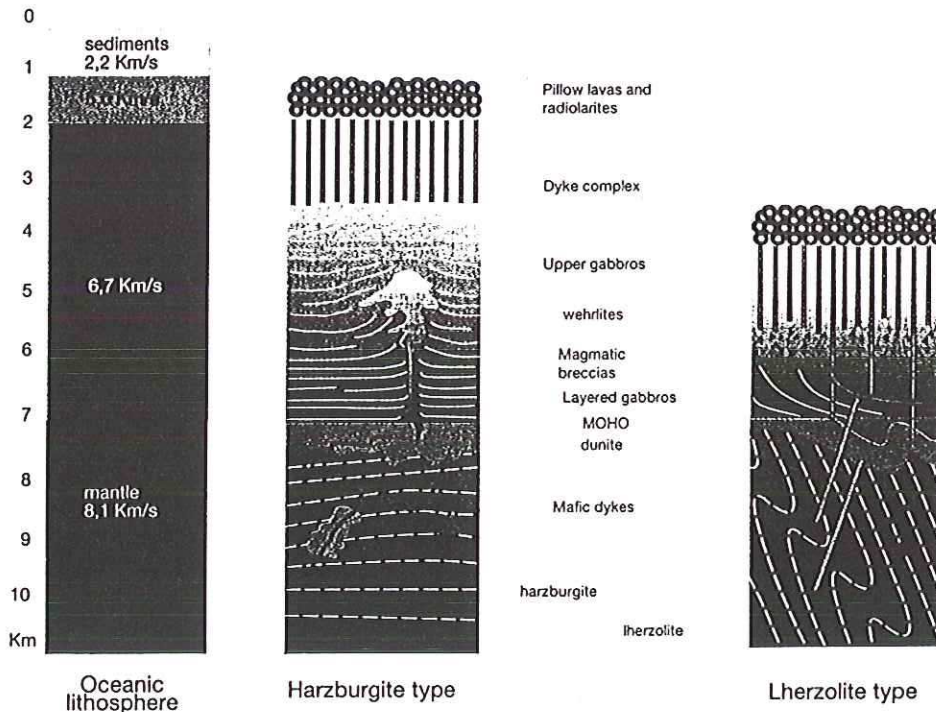 0
1
2
3
4
5
6
7
8
9
10
Km
sediments
2,2 Km/s
6,7 Km/s
mantle
8,1 Km/s
Oceanic
lithosphere
Harzburgite type
Pillow lavas and
radiolarites
Dyke complex
Upper gabbros
wehrlites
Magmatic
breccias
Layered gabbros
MOHO
dunite
Mafic dykes
harzburgite
lherzolite
Lherzolite type